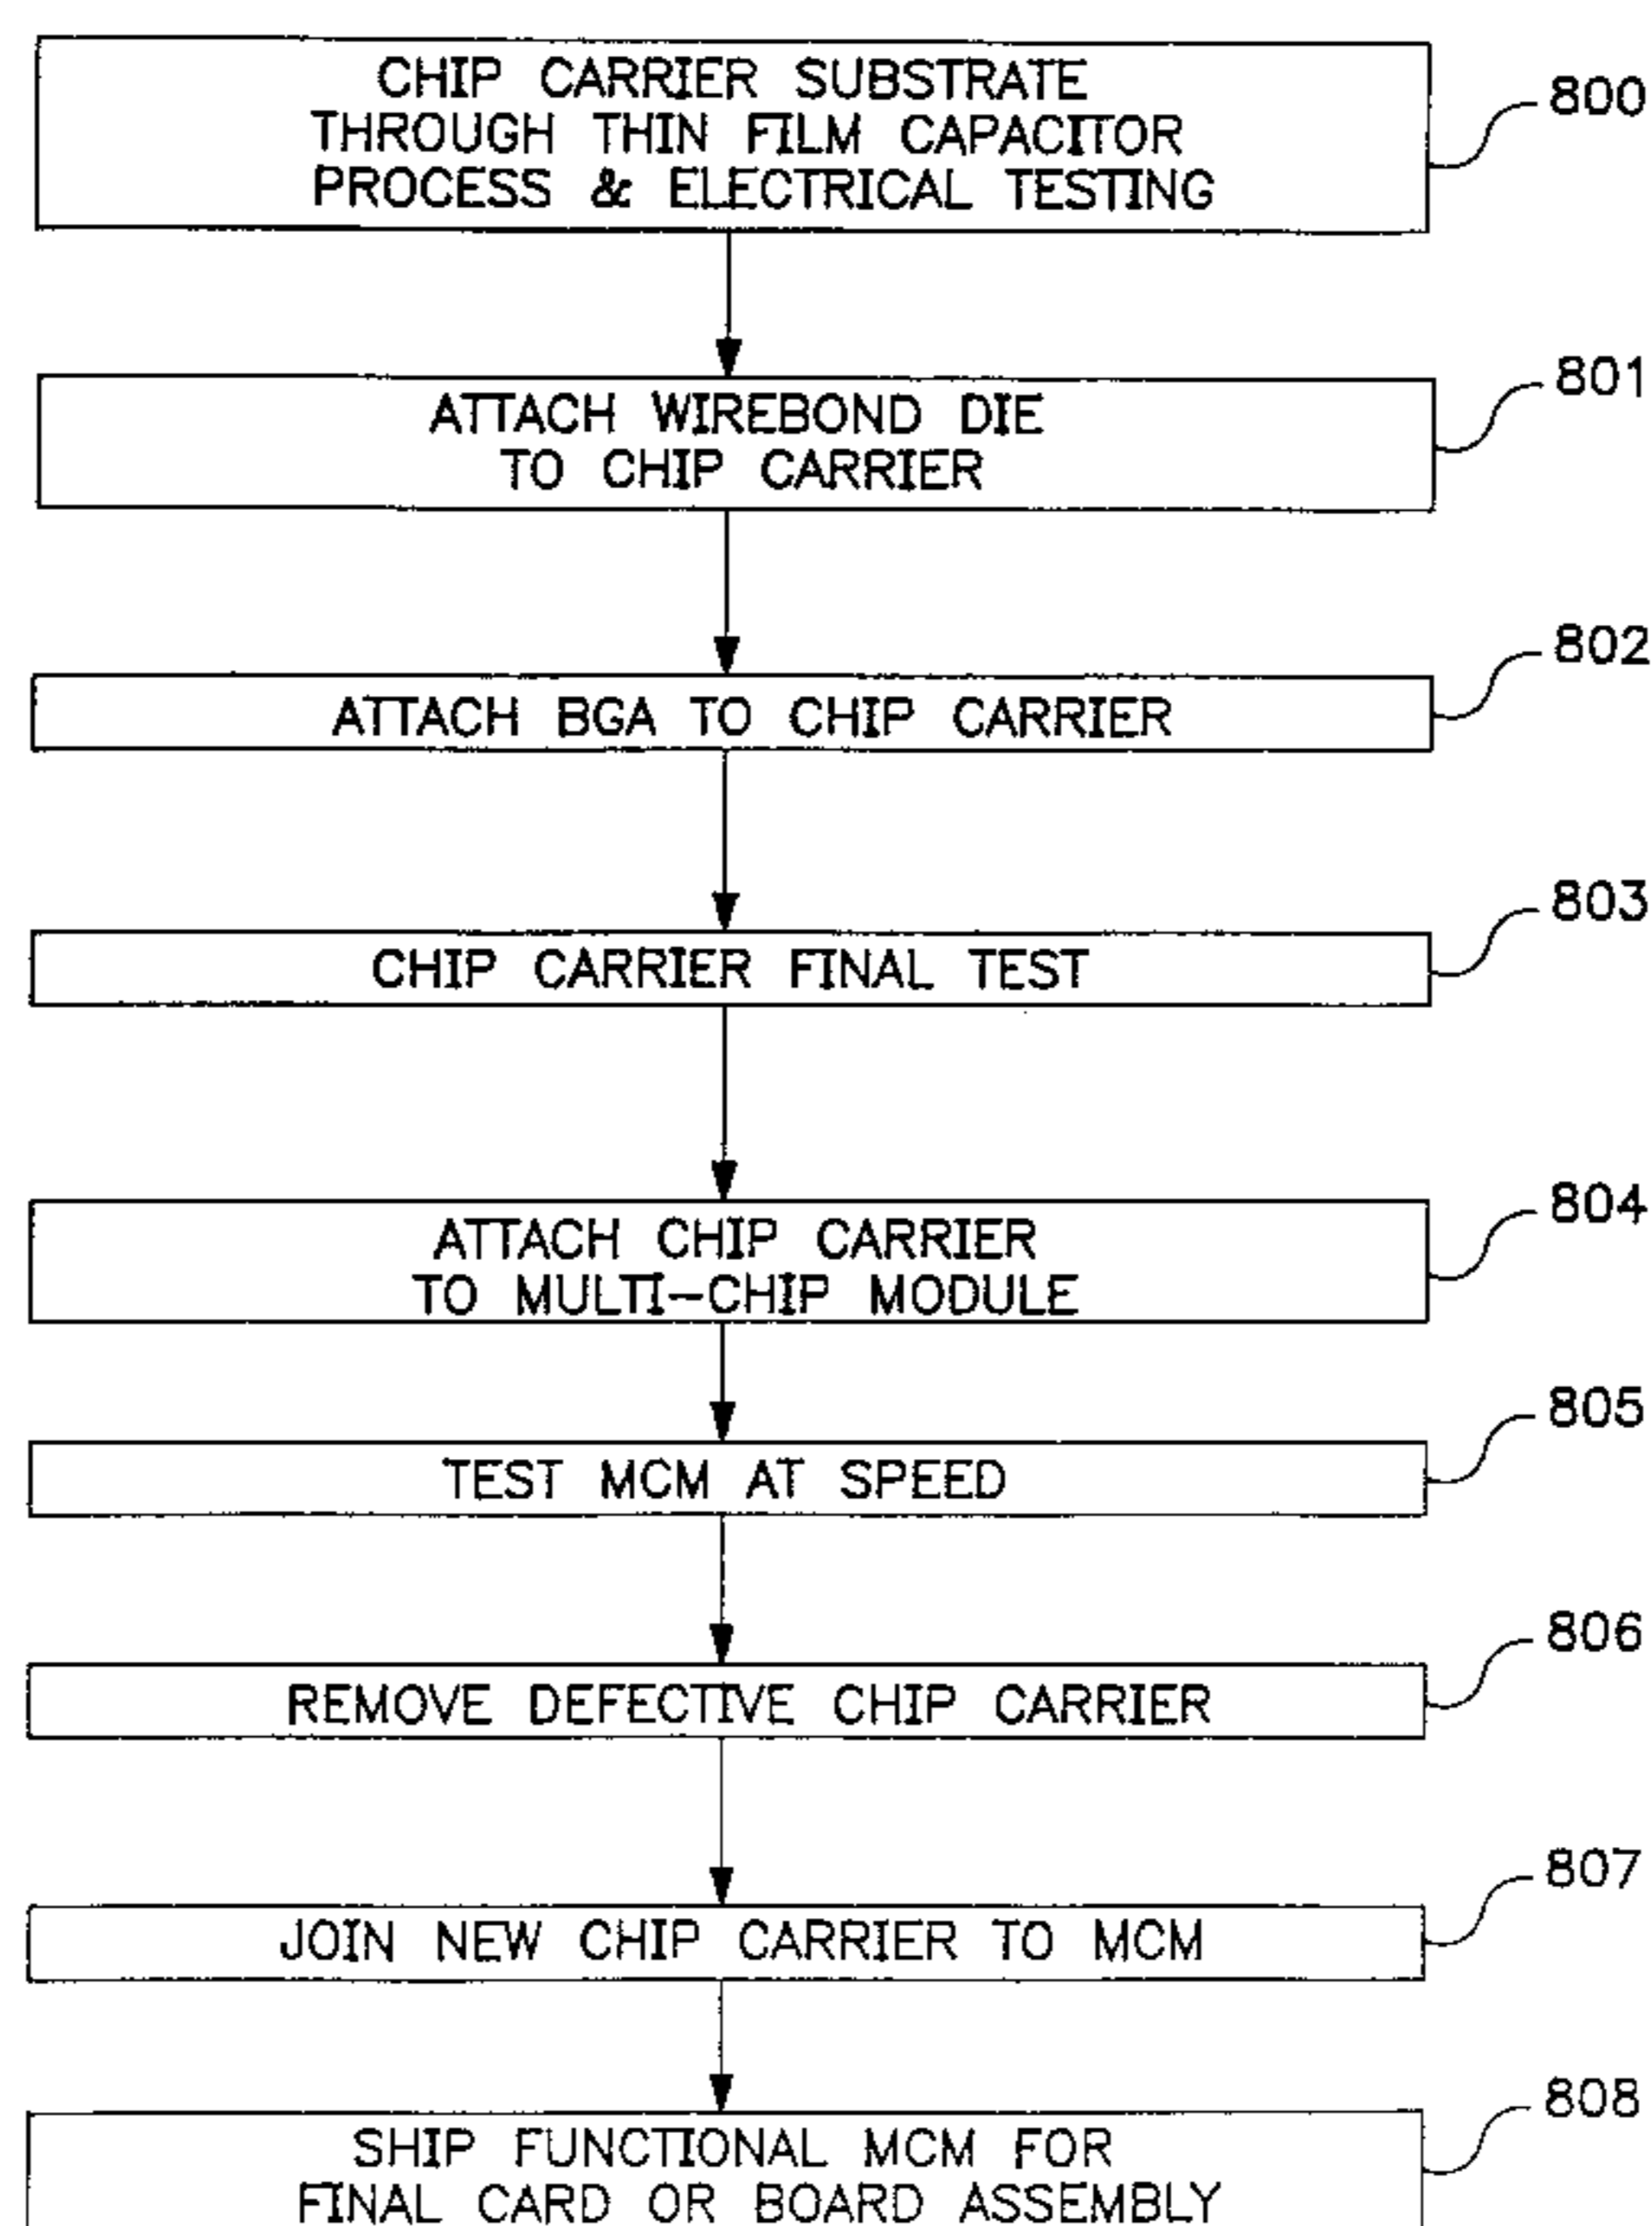 CHIP CARRIER SUBSTRATE
THROUGH THIN FILM CAPACITOR
PROCESS & ELECTRICAL TESTING
800
ATTACH WIREBOND DIE
TO CHIP CARRIER
801
ATTACH BGA TO CHIP CARRIER
802
CHIP CARRIER FINAL TEST
803
ATTACH CHIP CARRIER
TO MULTI-CHIP MODULE
804
TEST MCM AT SPEED
805
REMOVE DEFECTIVE CHIP CARRIER
806
JOIN NEW CHIP CARRIER TO MCM
807
SHIP FUNCTIONAL MCM FOR
FINAL CARD OR BOARD ASSEMBLY
808